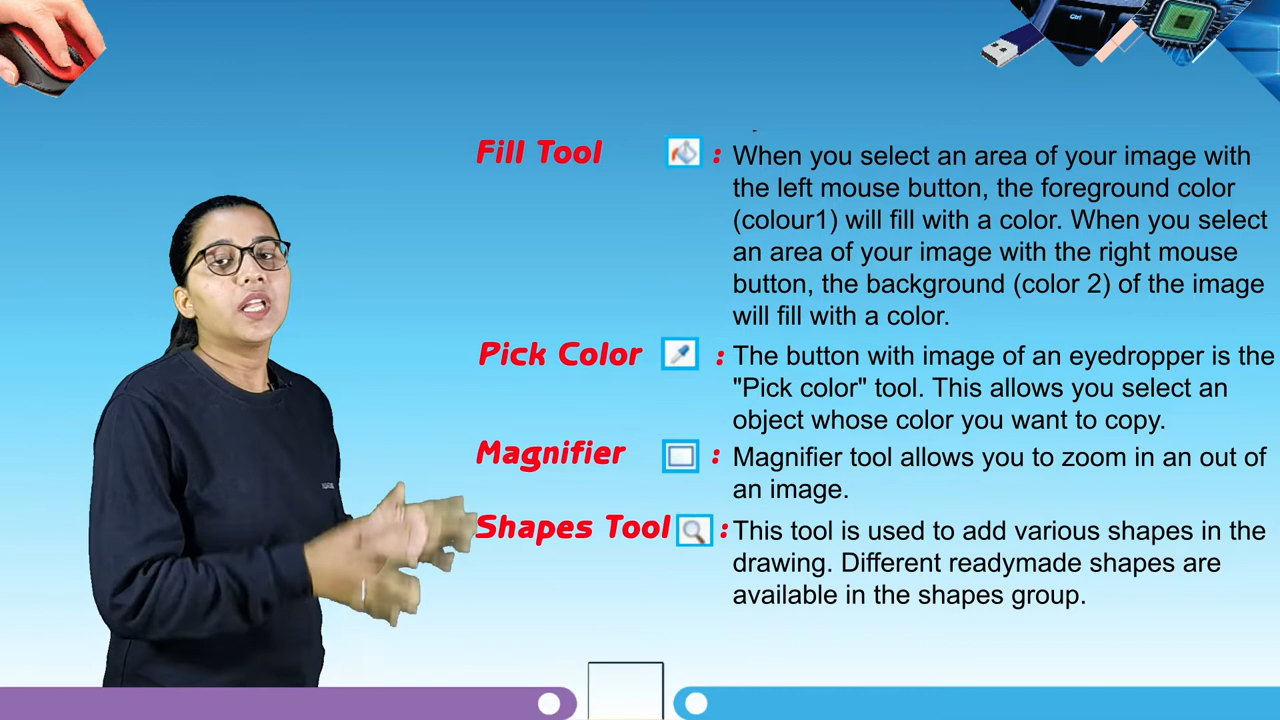 Ctrl
Fill Tool : When you select an area of your image with
the left mouse button, the foreground color
(colour1) will fill with a color. When you select
an area of your image with the right mouse
button, the background (color 2) of the image
will fill with a color.
Pick Color : The button with image of an eyedropper is the
"Pick color" tool. This allows you select an
object whose color you want to copy.
Magnifier : Magnifier tool allows you to zoom in an out of
an image.
Shapes Tool : This tool is used to add various shapes in the
drawing. Different readymade shapes are
available in the shapes group.